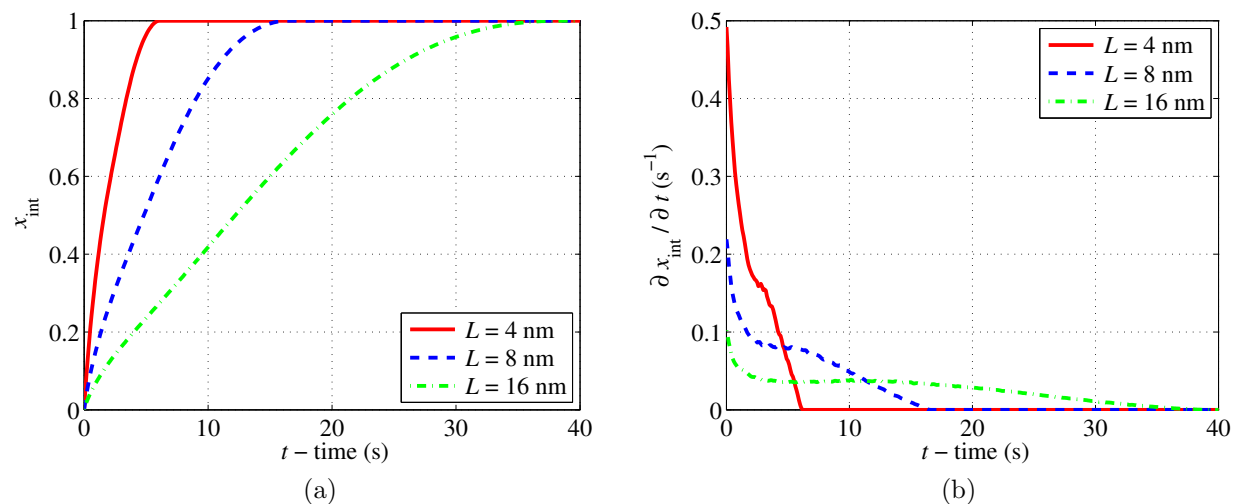 1
0.8
0.6
0.4
0.2
0
x_int
0 10 20 30 40
t – time (s)
L = 4 nm
L = 8 nm
L = 16 nm
(a)
0.5
0.4
0.3
0.2
0.1
0
∂ x_int / ∂ t (s⁻¹)
0 10 20 30 40
t – time (s)
L = 4 nm
L = 8 nm
L = 16 nm
(b)